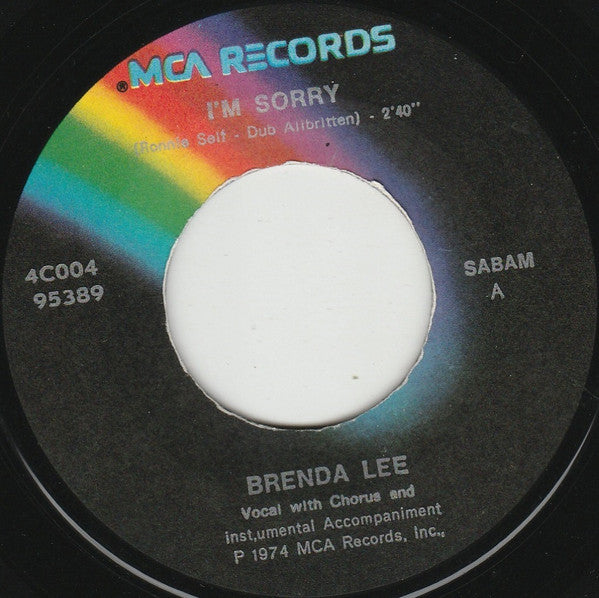 ®MCA RECORDS
I'M SORRY
(Ronnie Self - Dub Allbritten) - 2'40"
4C004
95389
SABAM
A
BRENDA LEE
Vocal with Chorus and
inst,umental Accompaniment
P 1974 MCA Records, Inc.,